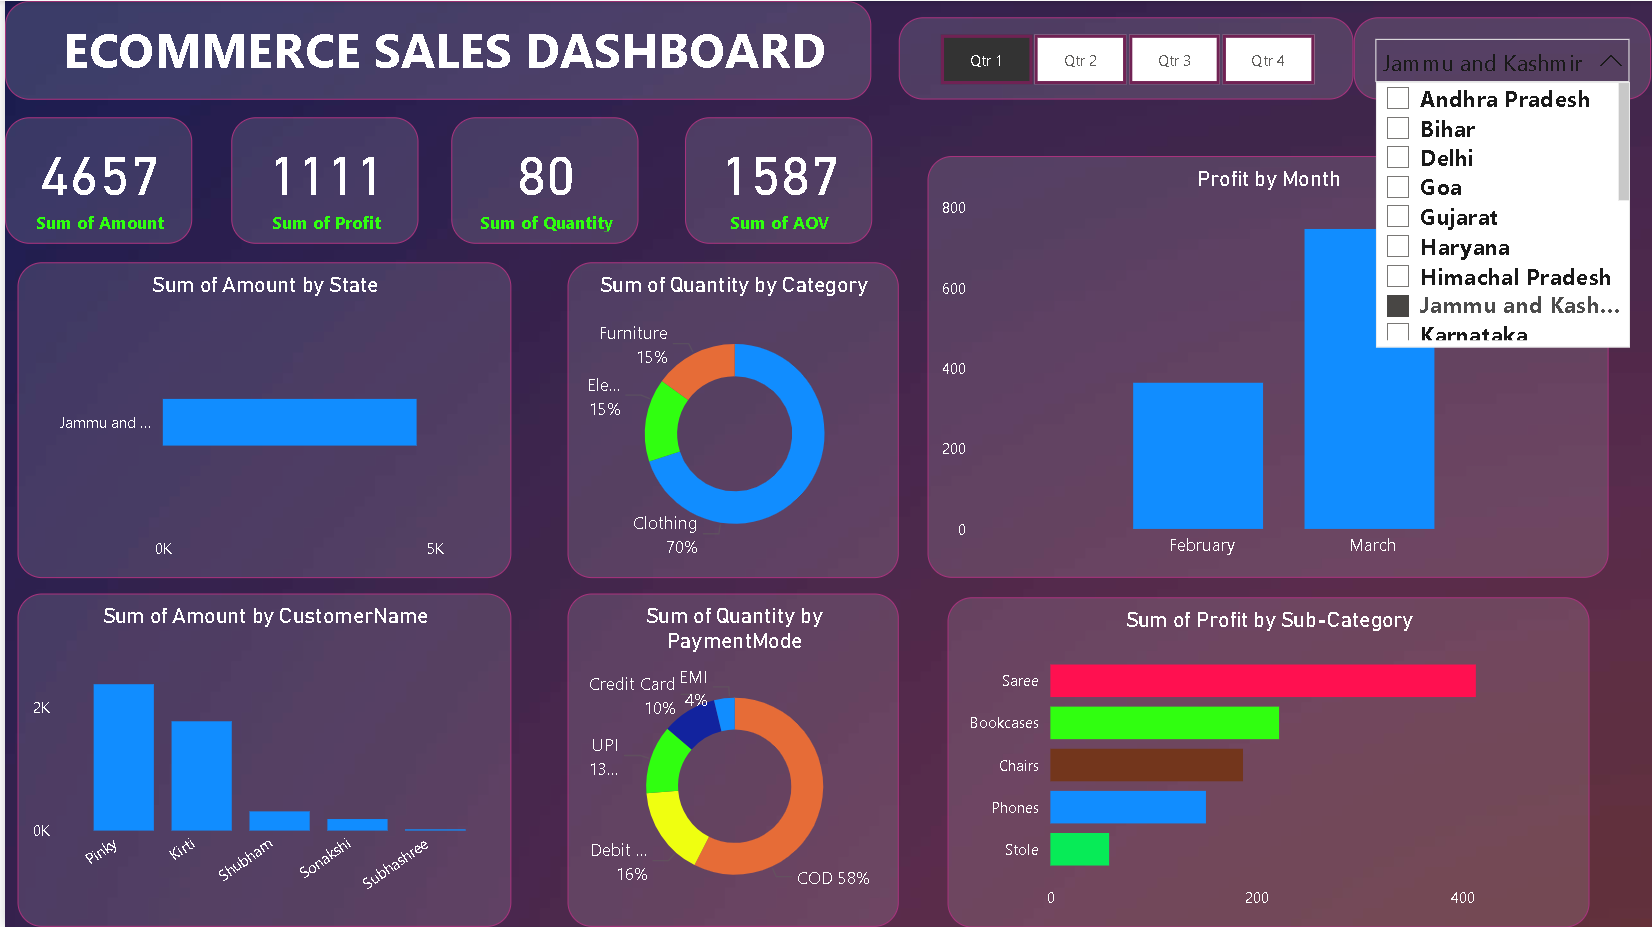 ECOMMERCE SALES DASHBOARD
Qtr 1
Qtr 2
Qtr 3
Qtr 4
Jammu and Kashmir
Andhra Pradesh
Bihar
Delhi
Goa
Gujarat
Haryana
Himachal Pradesh
Jammu and Kash...
Karnataka
4657
Sum of Amount
1111
Sum of Profit
80
Sum of Quantity
1587
Sum of AOV
Sum of Amount by State
Jammu and ...
0K
5K
Sum of Quantity by Category
Furniture
15%
Ele...
15%
Clothing
70%
Profit by Month
800
600
400
200
0
February
March
Sum of Amount by CustomerName
2K
0K
Pinky
Kirti
Shubham
Sonakshi
Subhashree
Sum of Quantity by
PaymentMode
EMI
4%
Credit Card
10%
UPI
13...
Debit ...
16%
COD 58%
Sum of Profit by Sub-Category
Saree
Bookcases
Chairs
Phones
Stole
0
200
400